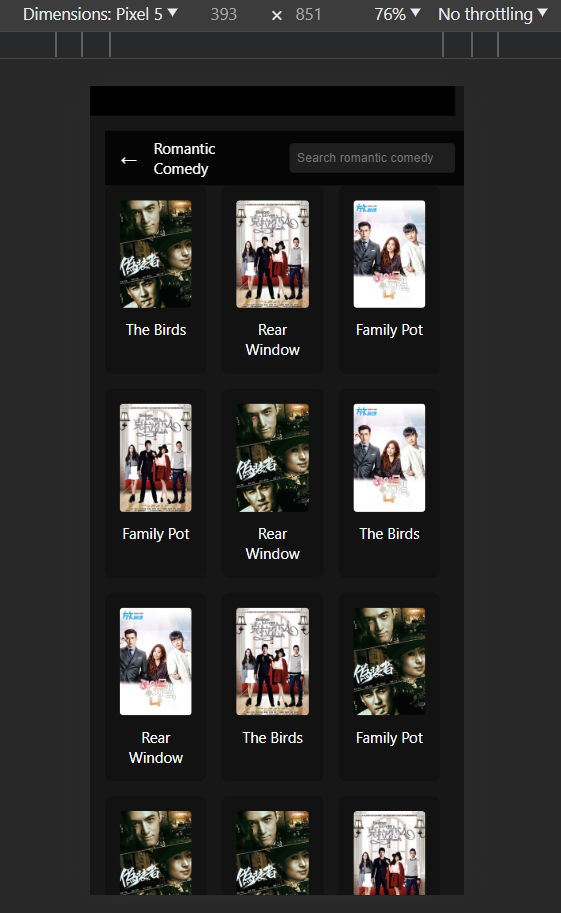 Dimensions: Pixel 5 ▼ 393 × 851 76% ▼ No throttling ▼
← Romantic
Comedy
Search romantic comedy
The Birds
Rear
Window
Family Pot
Family Pot
Rear
Window
The Birds
Rear
Window
The Birds
Family Pot